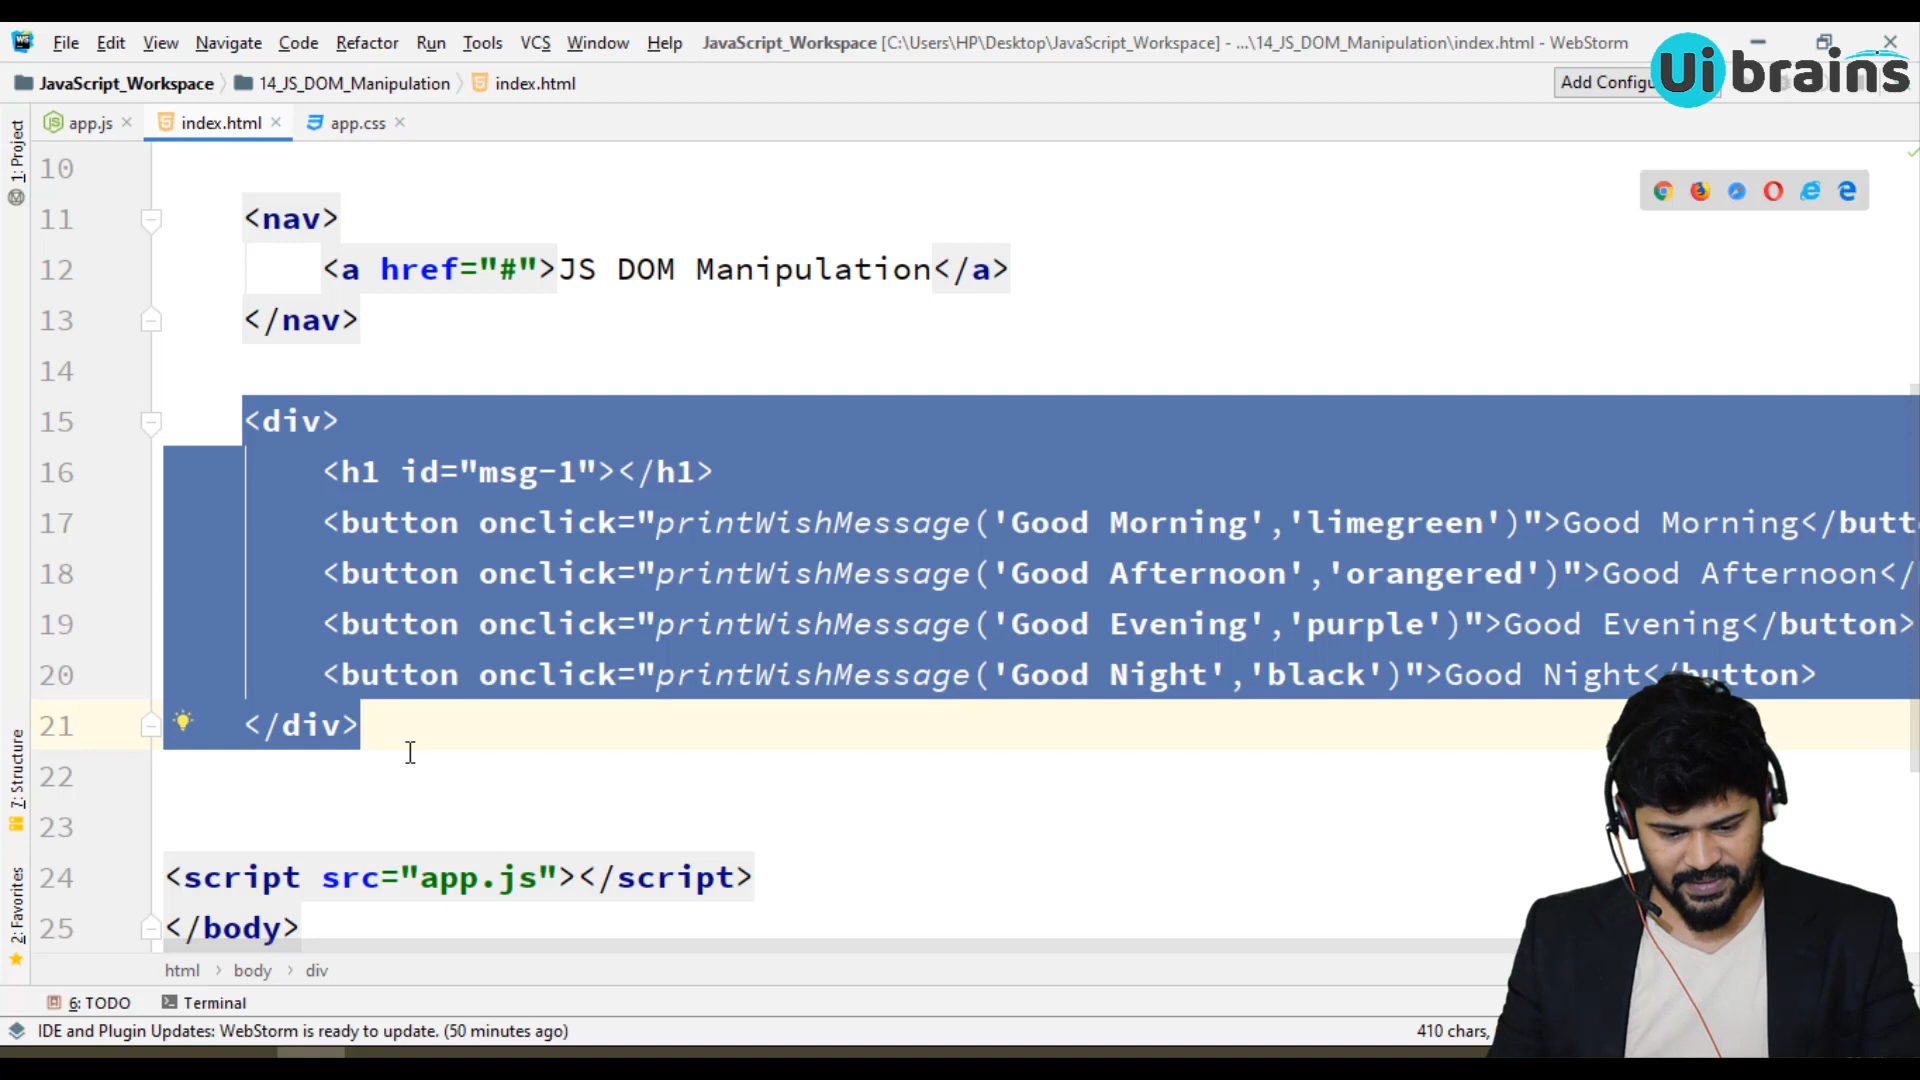 File Edit View Navigate Code Refactor Run Tools VCS Window Help JavaScript_Workspace [C:\Users\HP\Desktop\JavaScript_Workspace] - ...\14_JS_DOM_Manipulation\index.html - WebStorm
Ui brains
JavaScript_Workspace 14_JS_DOM_Manipulation index.html Add Configu
app.js index.html app.css
1: Project
10
11 <nav>
12 <a href="#">JS DOM Manipulation</a>
13 </nav>
14
15 <div>
16 <h1 id="msg-1"></h1>
17 <button onclick="printWishMessage('Good Morning','limegreen')">Good Morning</butt
18 <button onclick="printWishMessage('Good Afternoon','orangered')">Good Afternoon</
19 <button onclick="printWishMessage('Good Evening','purple')">Good Evening</button>
20 <button onclick="printWishMessage('Good Night','black')">Good Night</button>
21 </div>
22
23
24 <script src="app.js"></script>
25 </body>
7: Structure
2: Favorites
html body div
6: TODO Terminal
IDE and Plugin Updates: WebStorm is ready to update. (50 minutes ago) 410 chars,